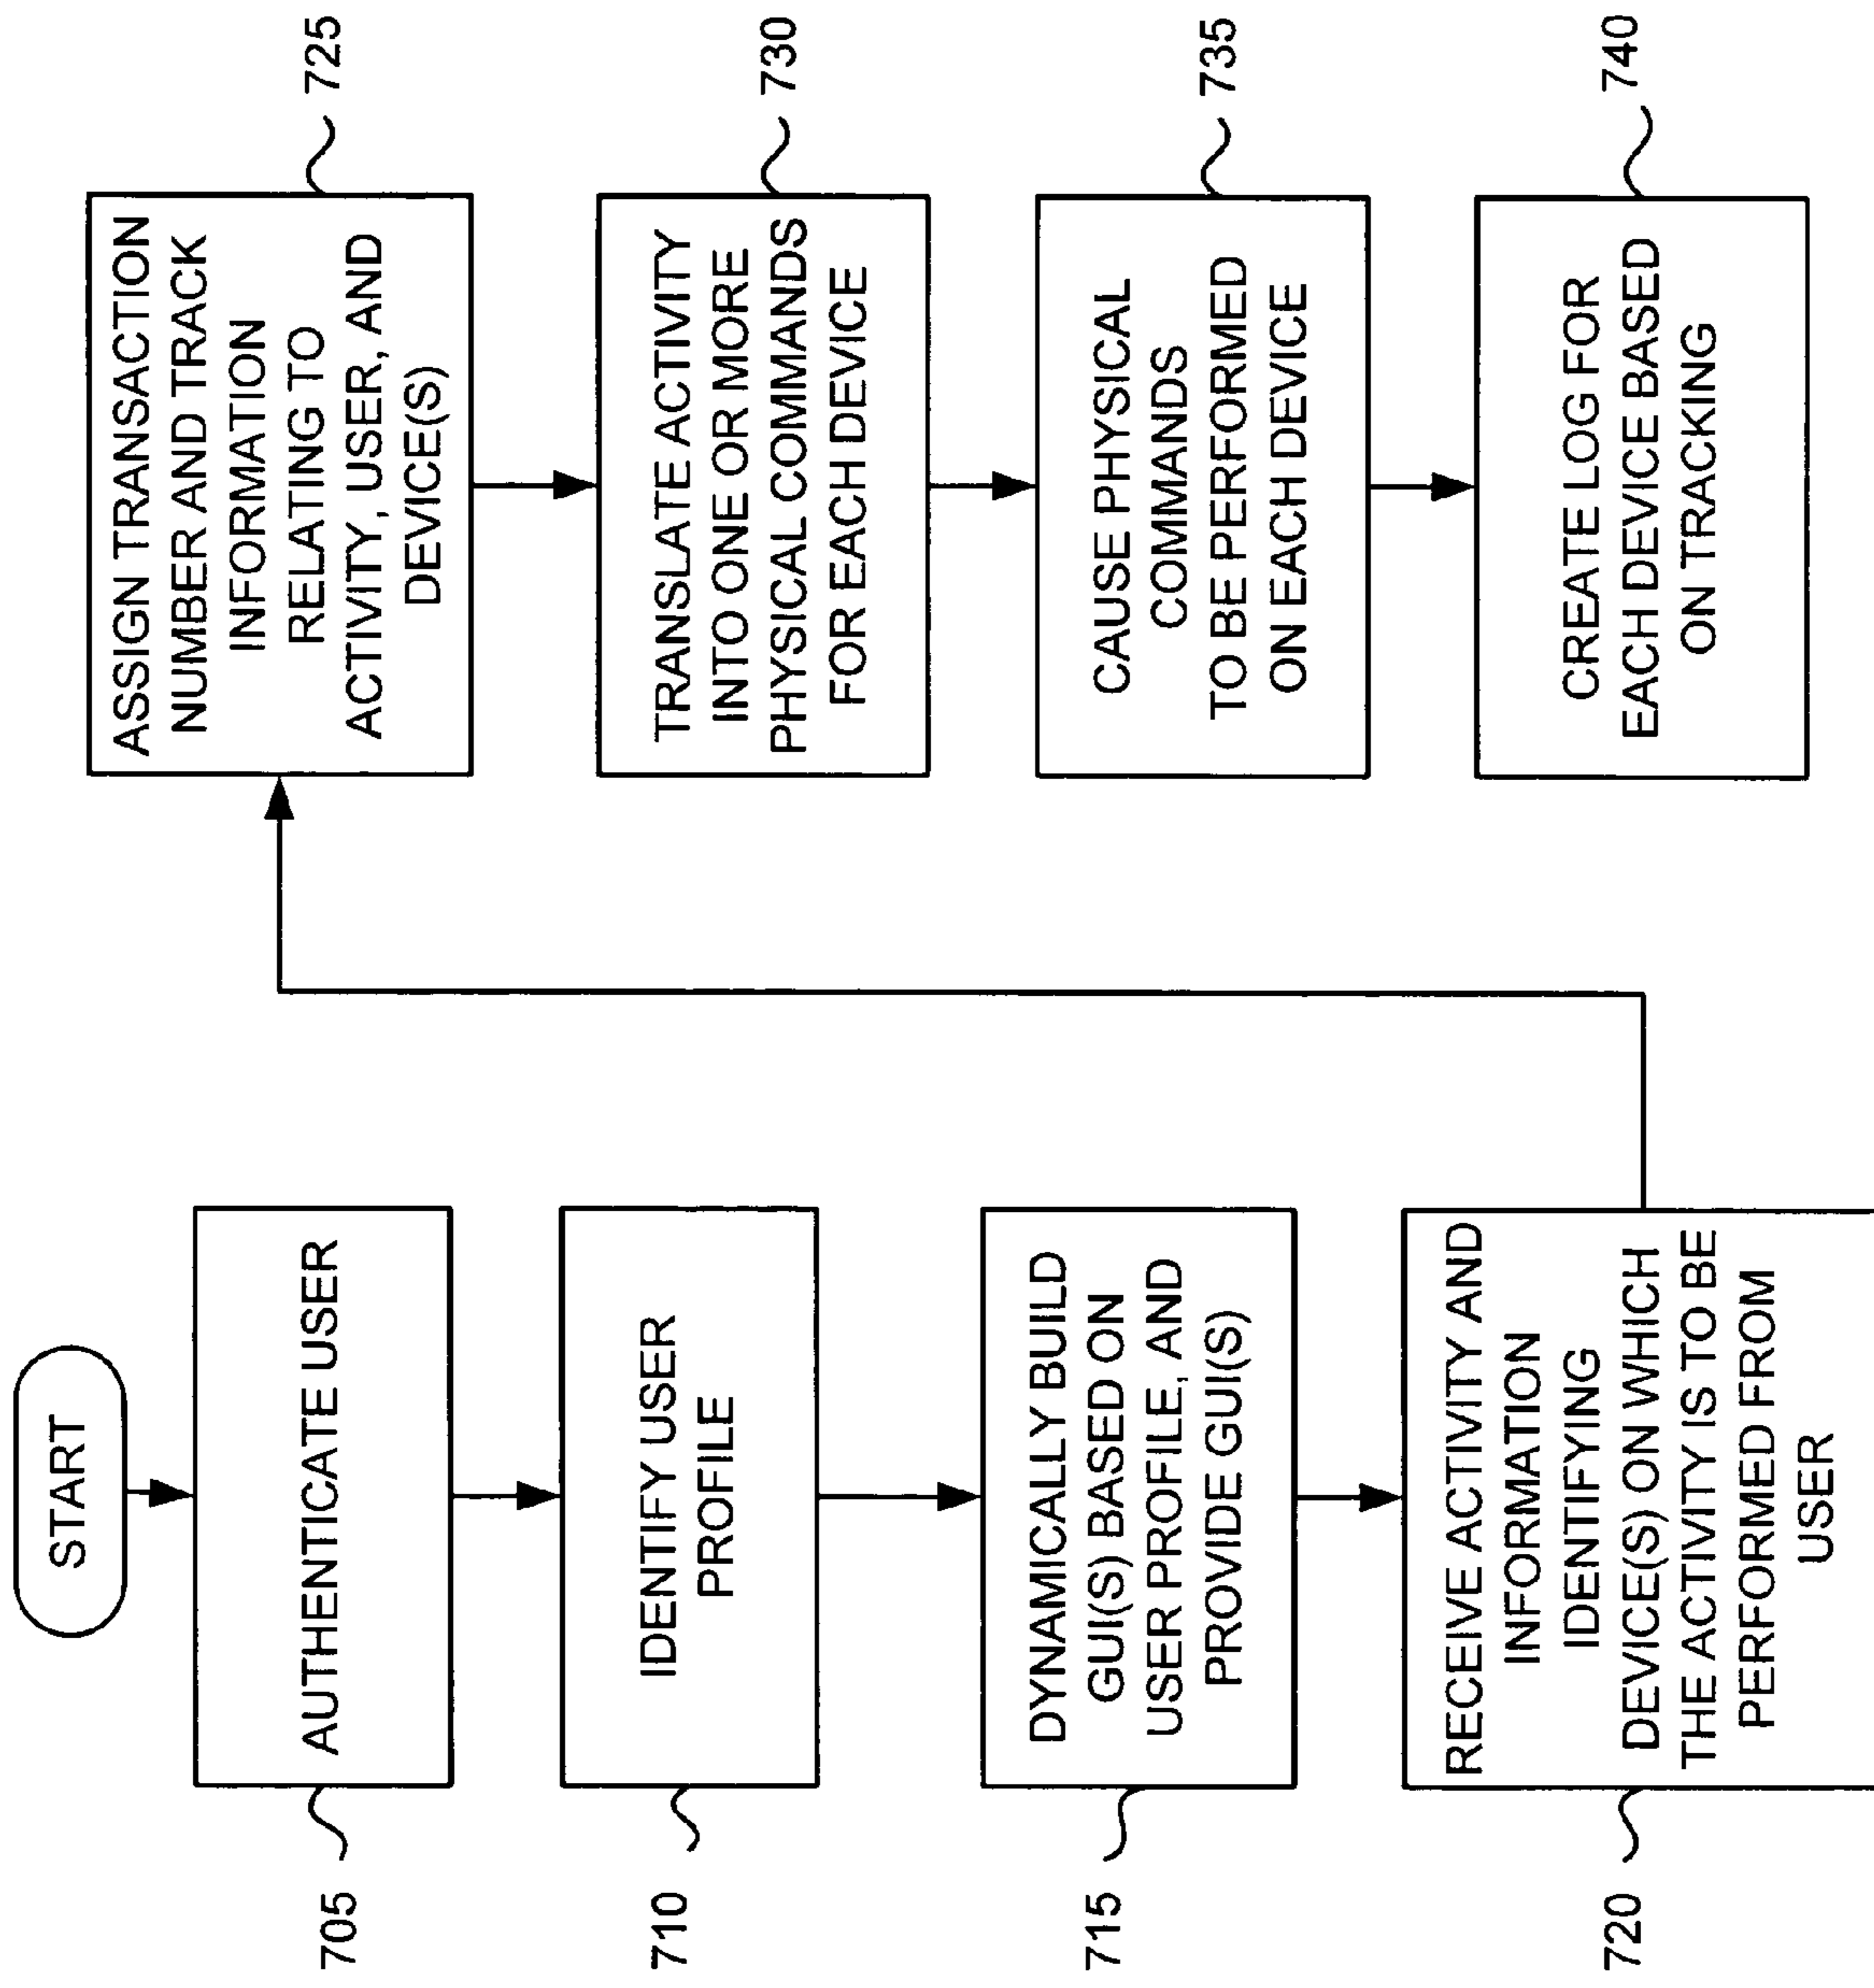 START
AUTHENTICATE USER
705
IDENTIFY USER
PROFILE
710
DYNAMICALLY BUILD
GUI(S) BASED ON
USER PROFILE, AND
PROVIDE GUI(S)
715
RECEIVE ACTIVITY AND
INFORMATION
IDENTIFYING
DEVICE(S) ON WHICH
THE ACTIVITY IS TO BE
PERFORMED FROM
USER
720
ASSIGN TRANSACTION
NUMBER AND TRACK
INFORMATION
RELATING TO
ACTIVITY, USER, AND
DEVICE(S)
725
TRANSLATE ACTIVITY
INTO ONE OR MORE
PHYSICAL COMMANDS
FOR EACH DEVICE
730
CAUSE PHYSICAL
COMMANDS
TO BE PERFORMED
ON EACH DEVICE
735
CREATE LOG FOR
EACH DEVICE BASED
ON TRACKING
740